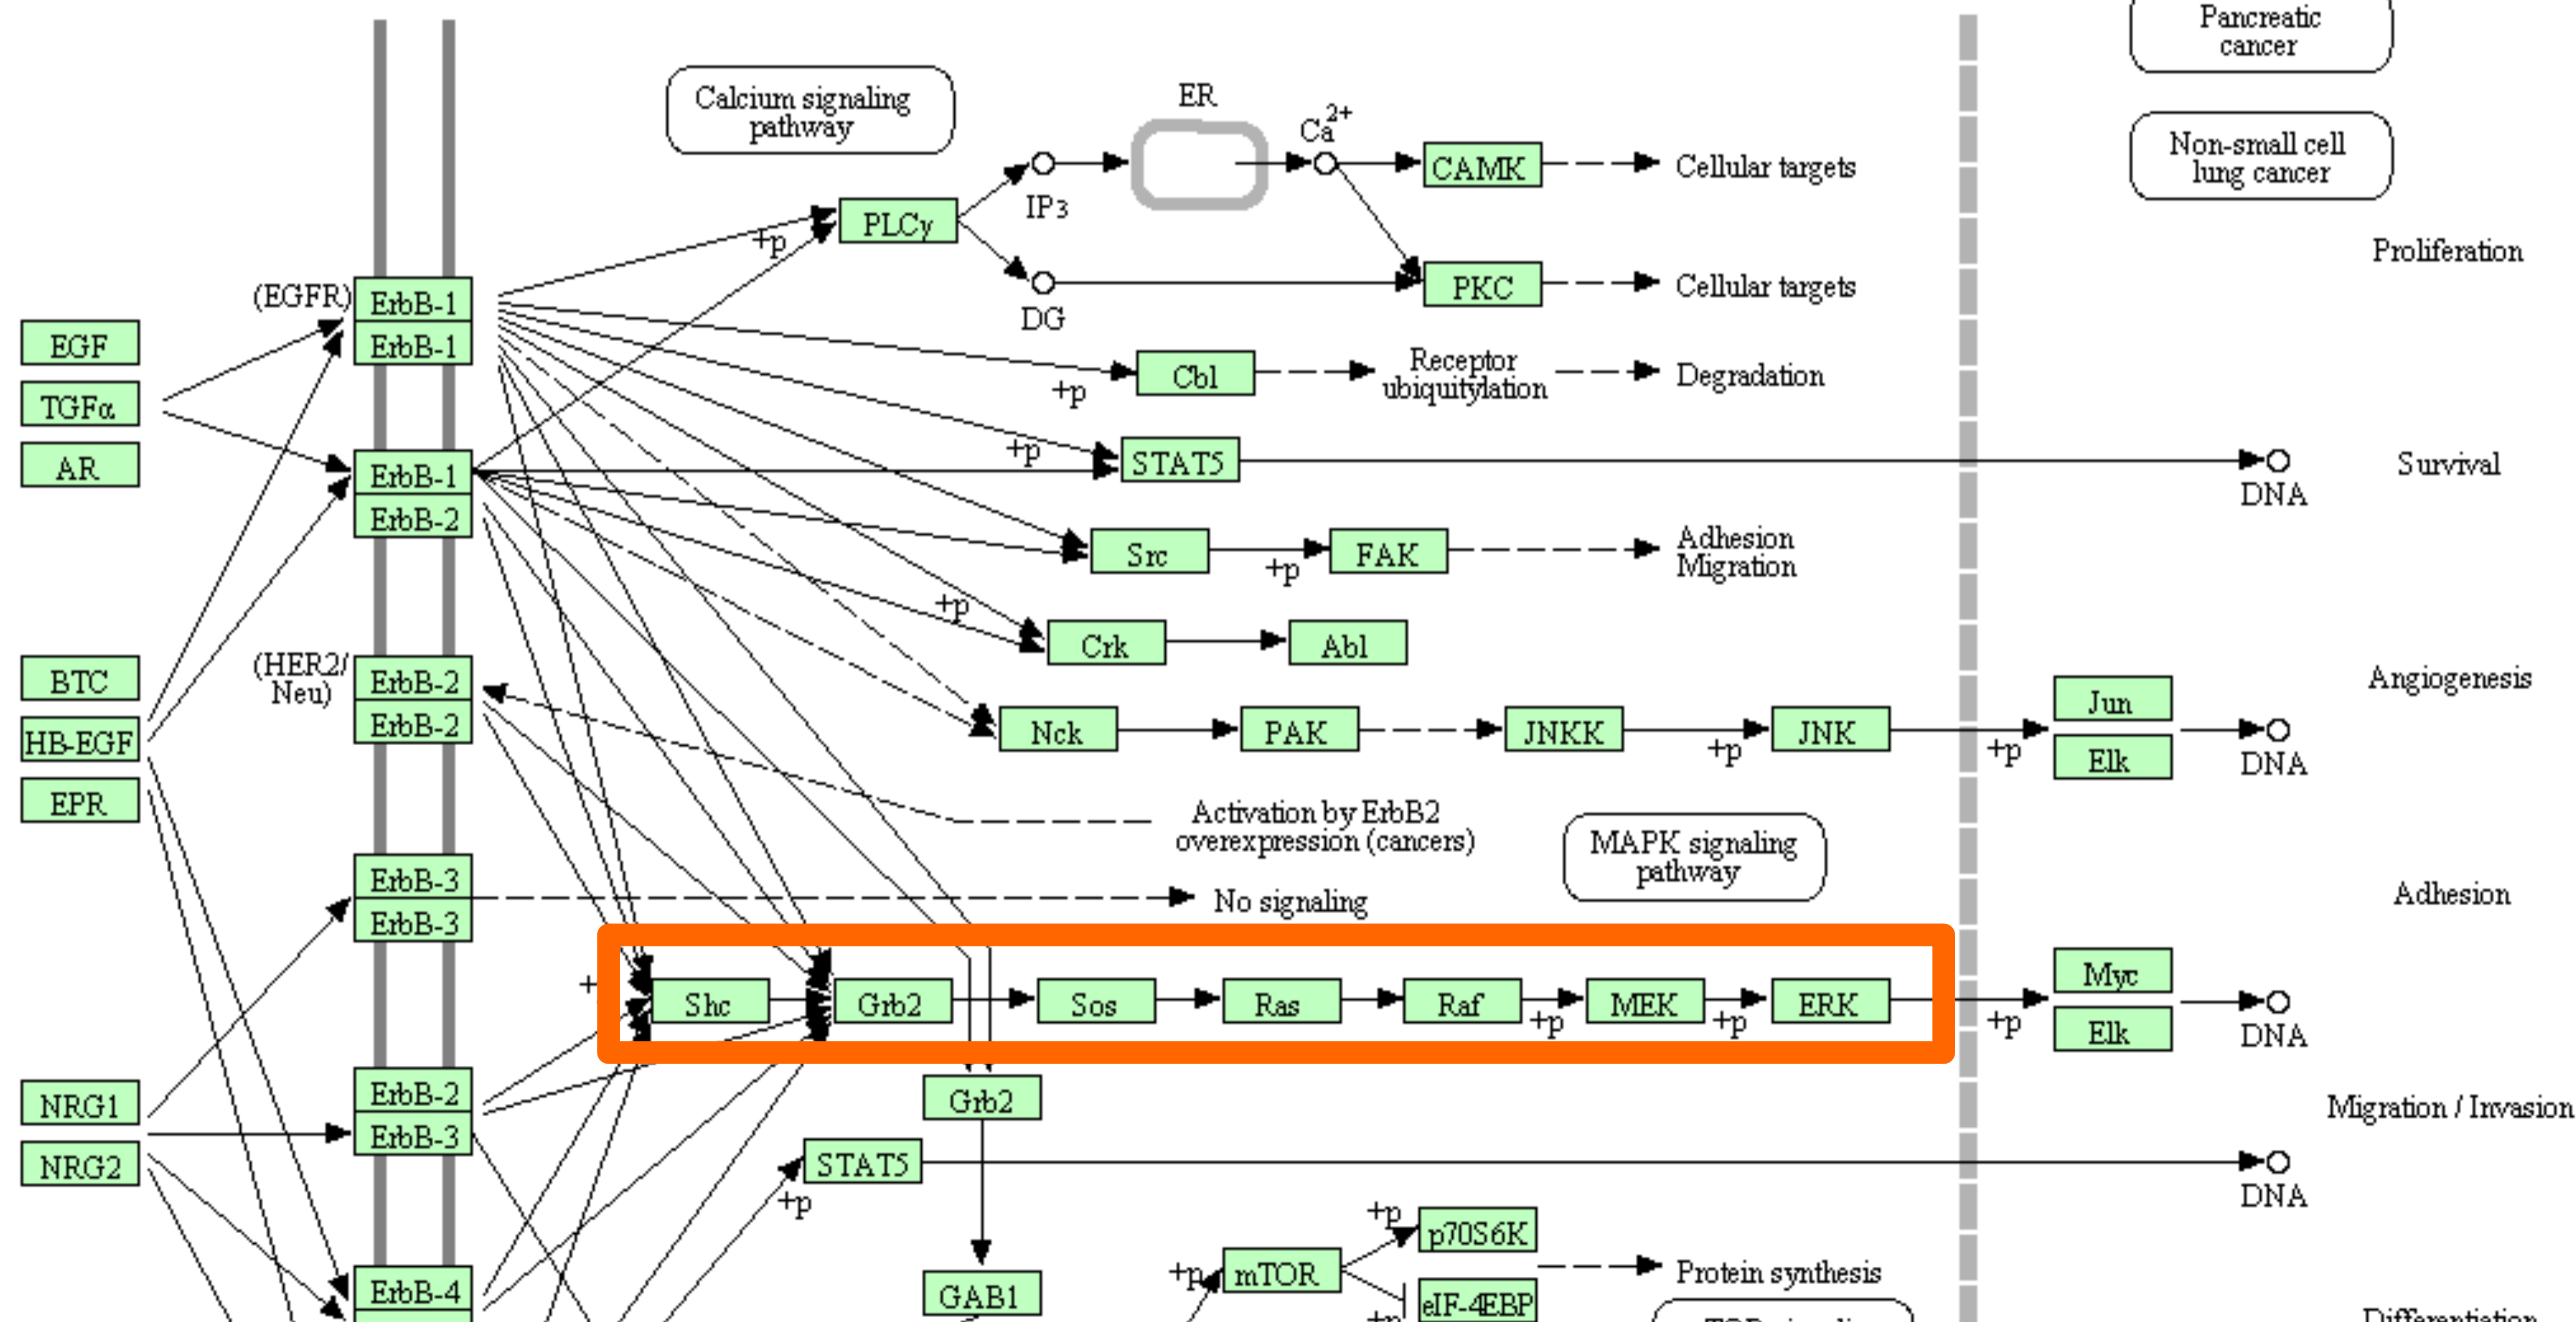 Pancreatic
cancer
Calcium signaling
pathway
ER
Ca2+
CAMK
Cellular targets
Non-small cell
lung cancer
IP3
PLCγ
+p
Proliferation
PKC
Cellular targets
DG
(EGFR)
ErbB-1
ErbB-1
EGF
TGFα
AR
Cbl
+p
Receptor
ubiquitylation
Degradation
ErbB-1
ErbB-2
+p
STAT5
DNA
Survival
Src
+p
FAK
Adhesion
Migration
+p
Crk
Abl
BTC
HB-EGF
EPR
(HER2/
Neu)
ErbB-2
ErbB-2
Nck
PAK
JNKK
+p
JNK
+p
Jun
Elk
DNA
Angiogenesis
Activation by ErbB2
overexpression (cancers)
MAPK signaling
pathway
ErbB-3
ErbB-3
No signaling
Adhesion
Shc
Grb2
Sos
Ras
Raf
+p
MEK
+p
ERK
+p
Myc
Elk
DNA
NRG1
NRG2
ErbB-2
ErbB-3
Grb2
Migration / Invasion
STAT5
+p
DNA
ErbB-4
GAB1
+p
mTOR
+p
p70S6K
eIF-4EBP
+p
Protein synthesis
Differentiation